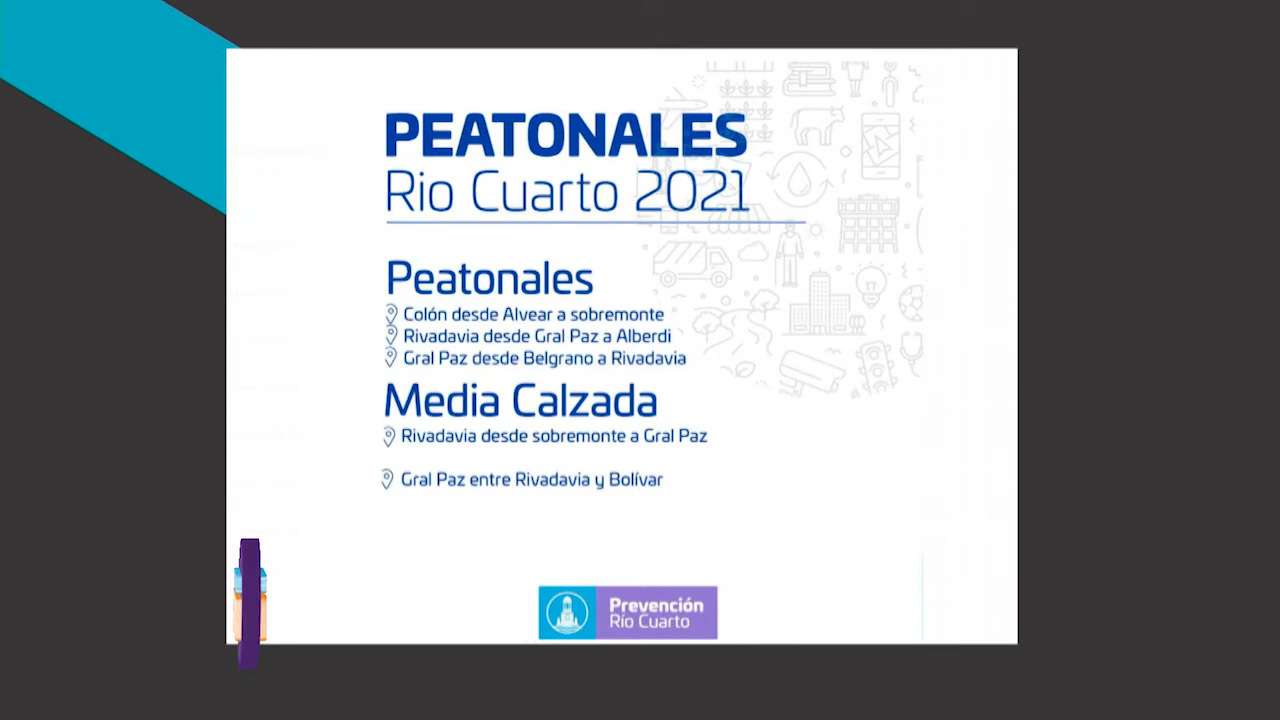 PEATONALES
Rio Cuarto 2021
Peatonales
Colón desde Alvear a sobremonte
Rivadavia desde Gral Paz a Alberdi
Gral Paz desde Belgrano a Rivadavia
Media Calzada
Rivadavia desde sobremonte a Gral Paz
Gral Paz entre Rivadavia y Bolívar
Prevención
Río Cuarto